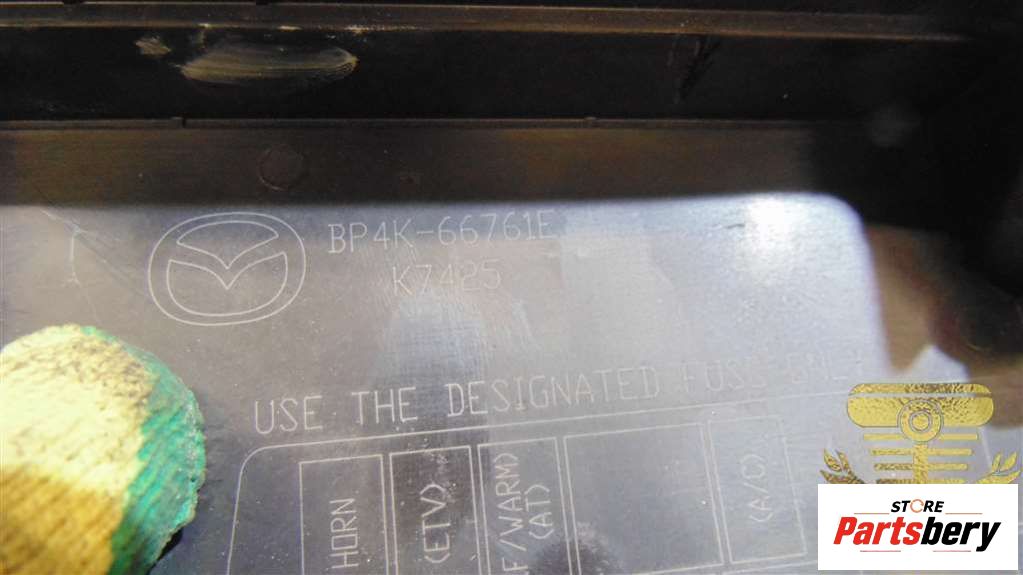 BP4K-66761E
K7425
USE THE DESIGNATED FUSE ONLY
HORN
(ETV)
F/WARM)
(AT)
(A/C)
STORE
Partsbery